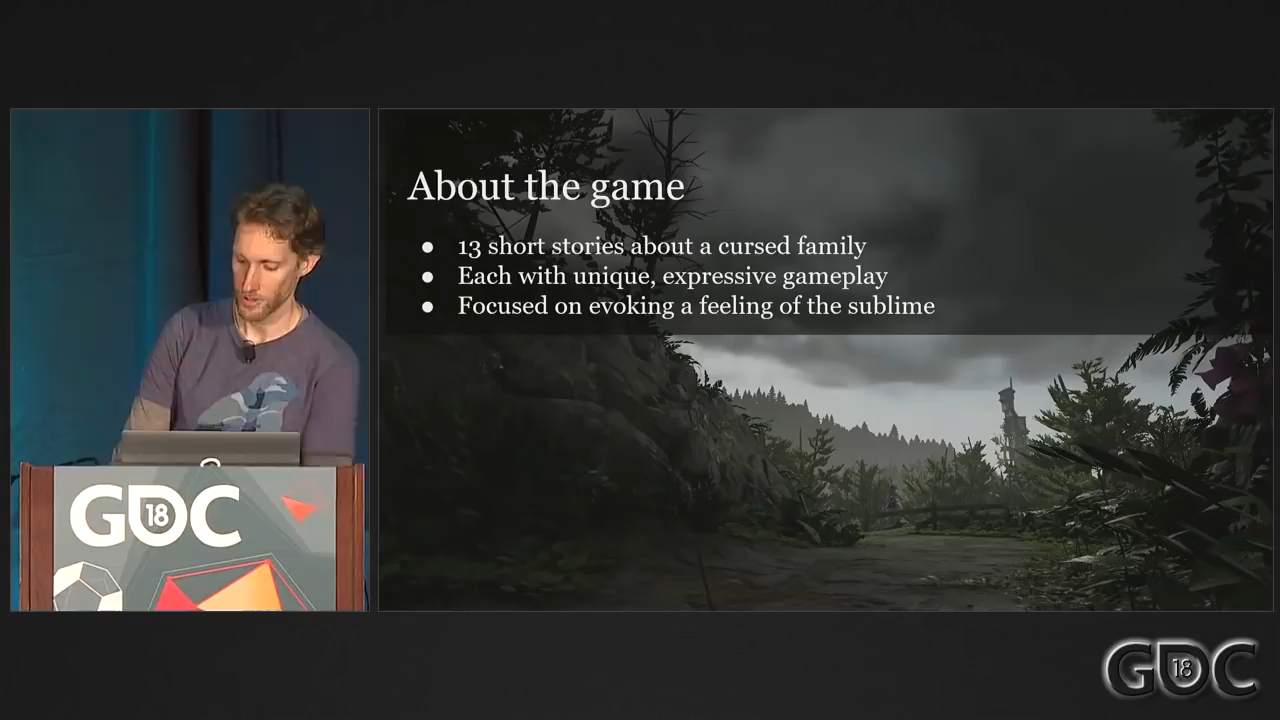 About the game
● 13 short stories about a cursed family
● Each with unique, expressive gameplay
● Focused on evoking a feeling of the sublime
GDC 18
GDC 18